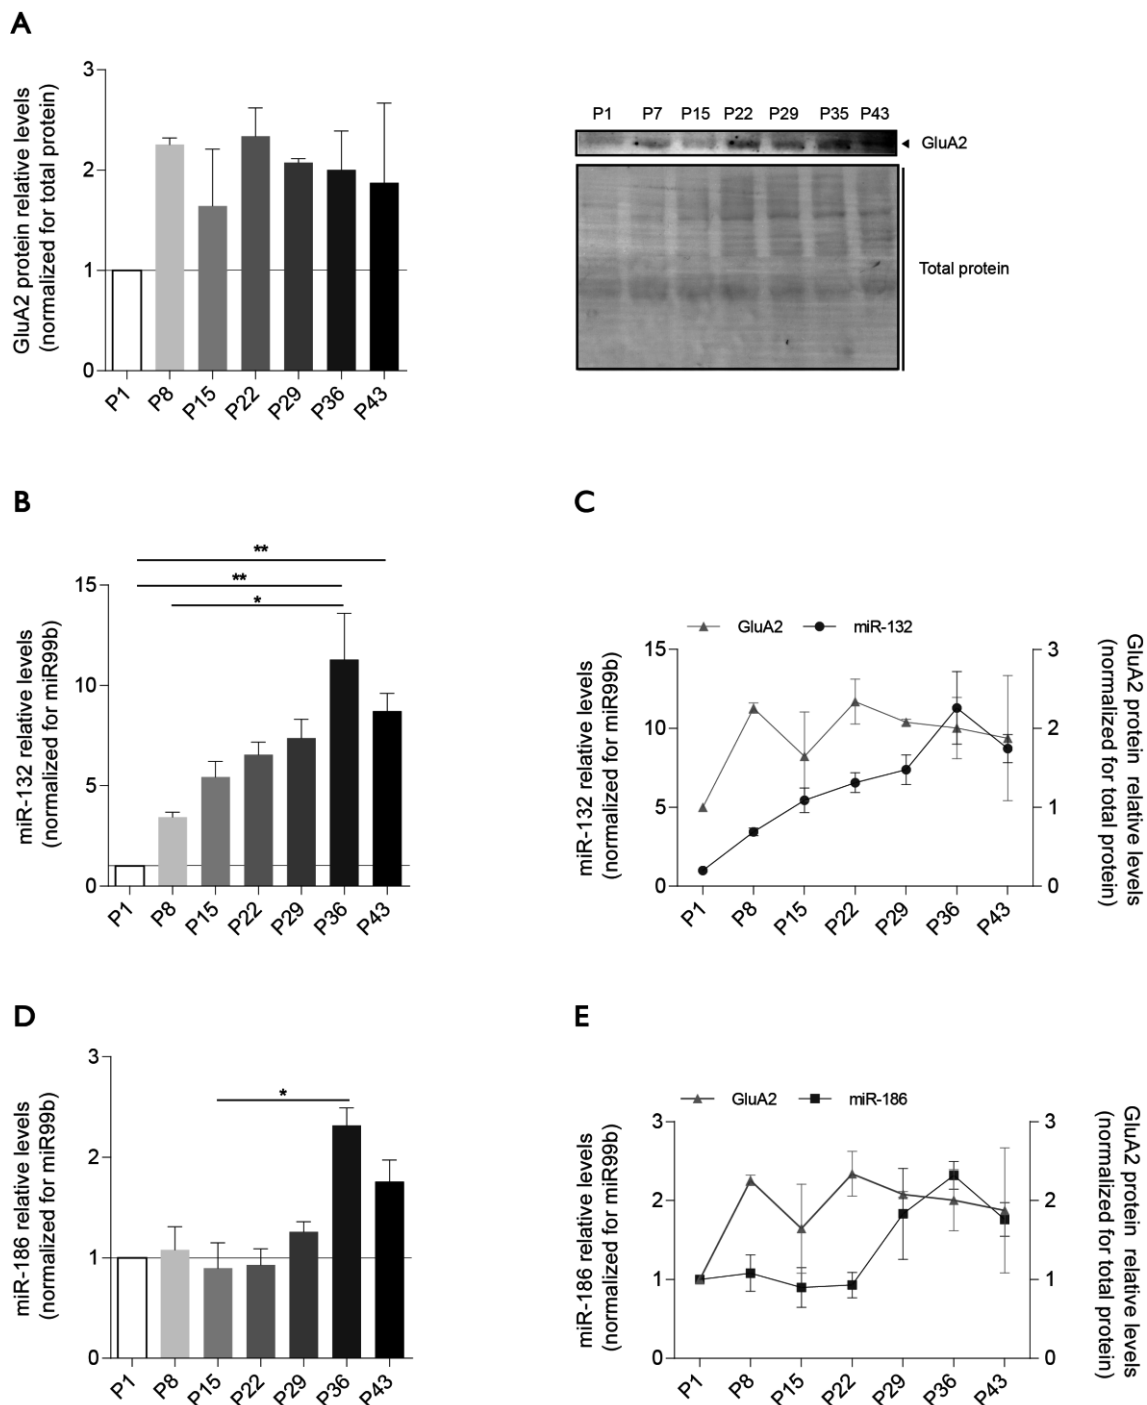 A
GluA2 protein relative levels
(normalized for total protein)
3
2
1
0
P1 P8 P15 P22 P29 P36 P43
P1 P7 P15 P22 P29 P35 P43
GluA2
Total protein
B
miR-132 relative levels
(normalized for miR99b)
**
**
*
15
10
5
0
P1 P8 P15 P22 P29 P36 P43
C
GluA2 miR-132
miR-132 relative levels
(normalized for miR99b)
15
10
5
0
3
2
1
0
GluA2 protein relative levels
(normalized for total protein)
P1 P8 P15 P22 P29 P36 P43
D
miR-186 relative levels
(normalized for miR99b)
*
3
2
1
0
P1 P8 P15 P22 P29 P36 P43
E
GluA2 miR-186
miR-186 relative levels
(normalized for miR99b)
3
2
1
0
3
2
1
0
GluA2 protein relative levels
(normalized for total protein)
P1 P8 P15 P22 P29 P36 P43